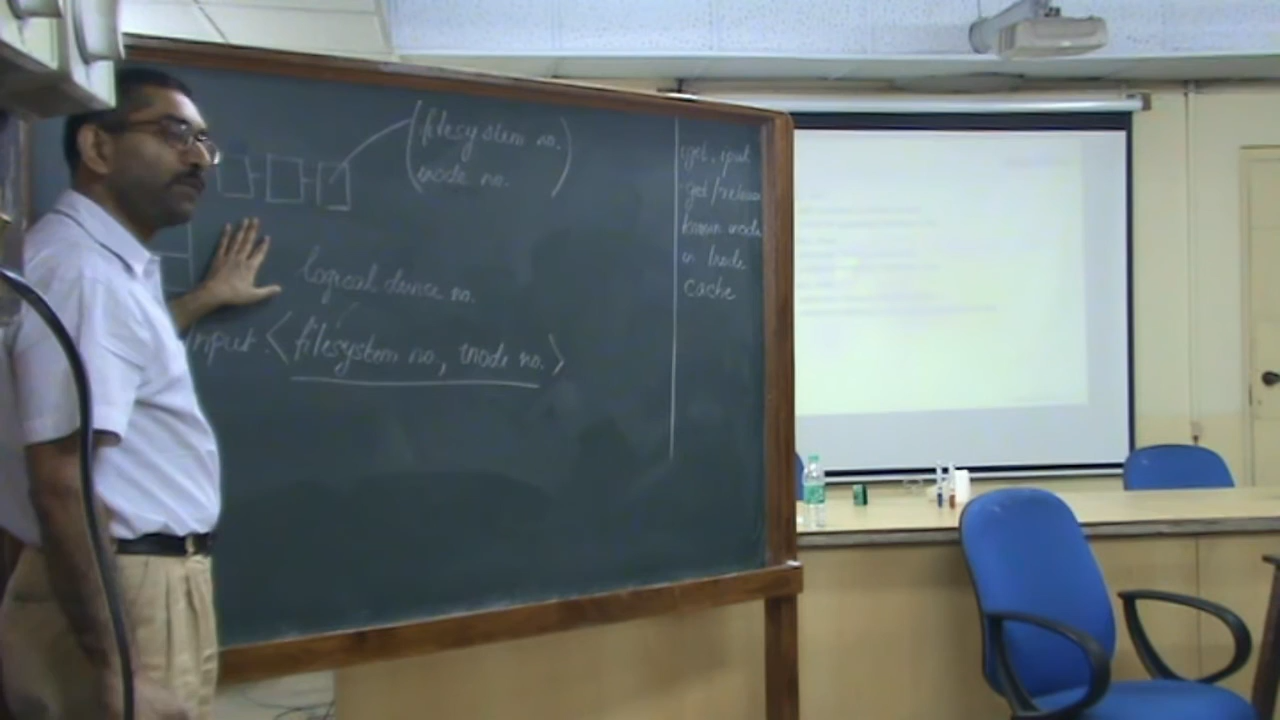 (filesystem no.
inode no.)
logical device no.
input <filesystem no., inode no.>
iget, iput
get/release
known inode
in Inode
cache